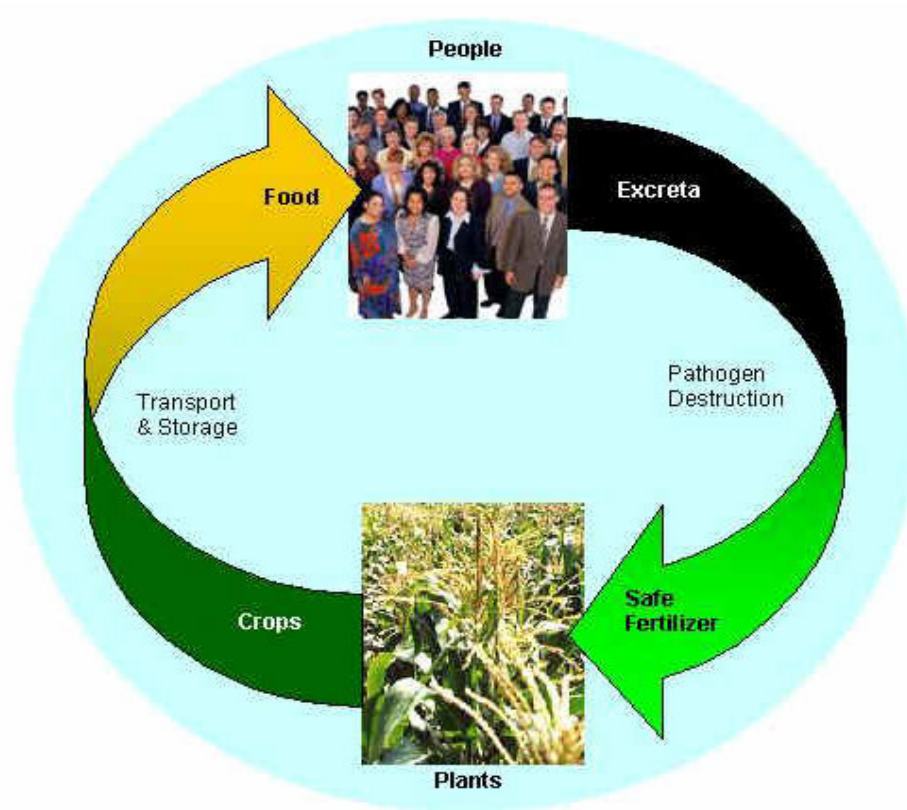 People
Food
Excreta
Transport
& Storage
Pathogen
Destruction
Crops
Safe
Fertilizer
Plants